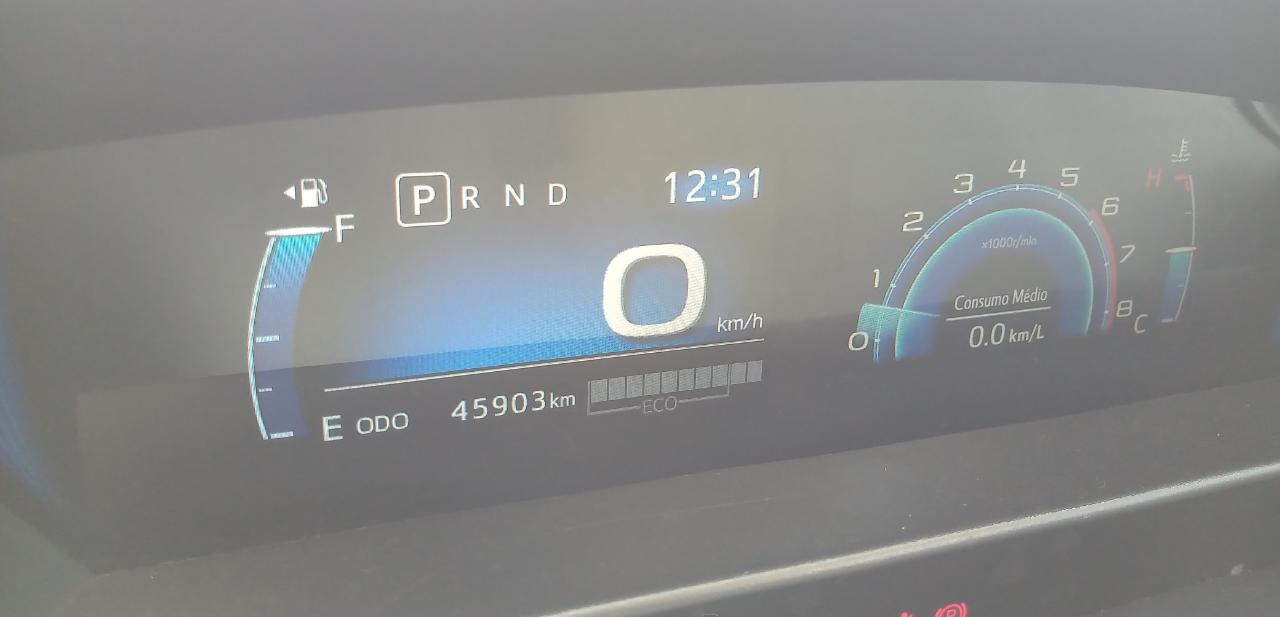 P R N D
12:31
F
0
km/h
E ODO 45903km
ECO
0 1 2 3 4 5 6 7 8
x1000r/min
Consumo Médio
0.0 km/L
H
C